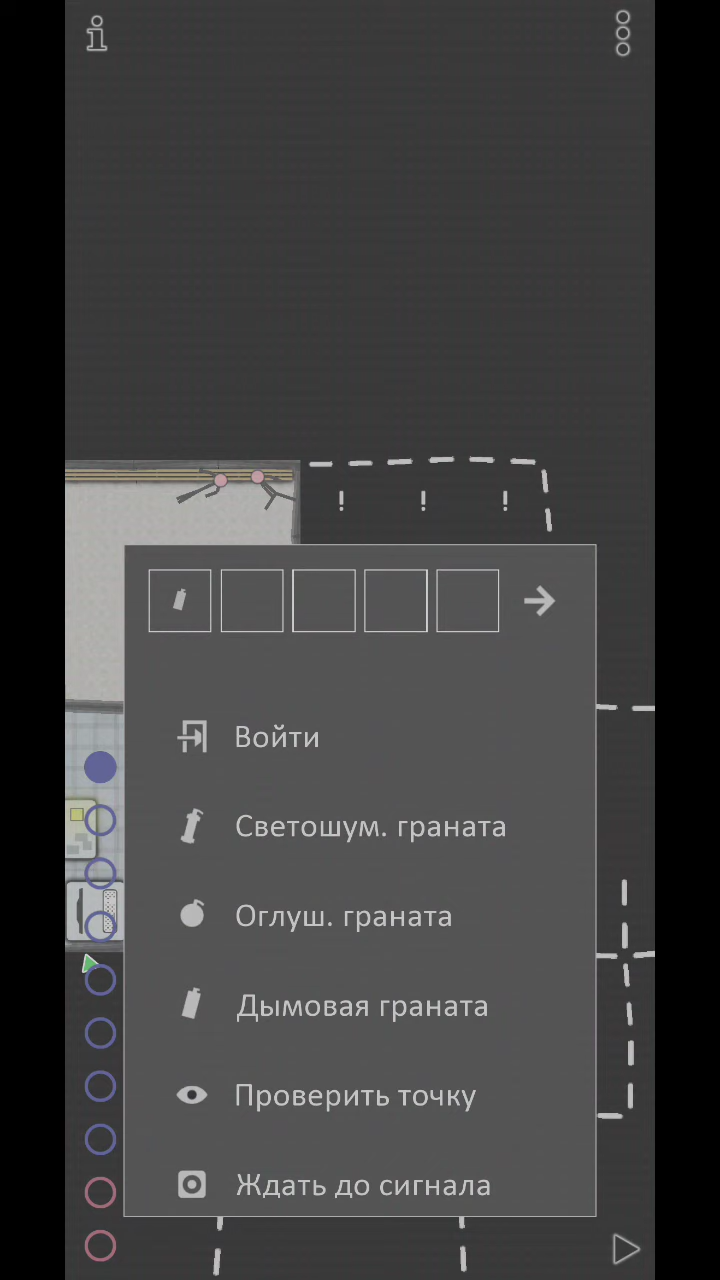 ! ! !
Войти
Светошум. граната
Оглуш. граната
Дымовая граната
Проверить точку
Ждать до сигнала